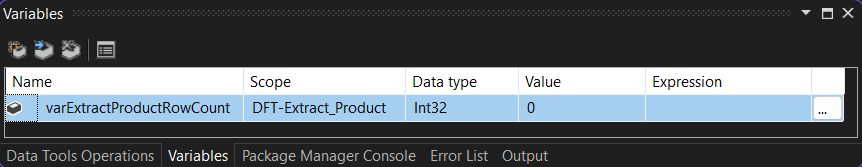 Variables
Name Scope Data type Value Expression
varExtractProductRowCount DFT-Extract_Product Int32 0 ...
Data Tools Operations Variables Package Manager Console Error List Output